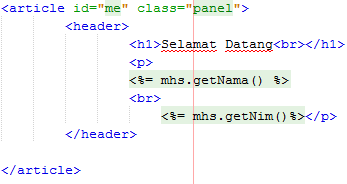 <article id="me" class="panel">
<header>
<h1>Selamat Datang<br></h1>
<p>
<%= mhs.getNama() %>
<br>
<%= mhs.getNim()%></p>
</header>
</article>